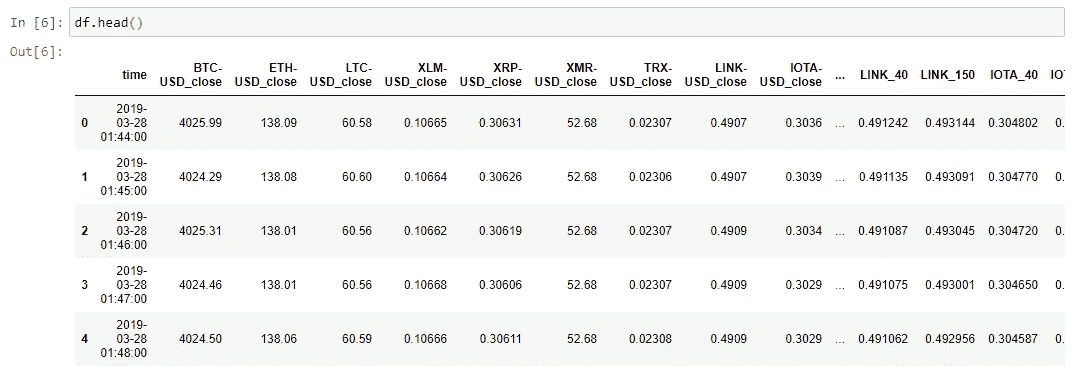 In [6]: df.head()
Out[6]:
time BTC-USD_close ETH-USD_close LTC-USD_close XLM-USD_close XRP-USD_close XMR-USD_close TRX-USD_close LINK-USD_close IOTA-USD_close ... LINK_40 LINK_150 IOTA_40
0 2019-03-28 01:44:00 4025.99 138.09 60.58 0.10665 0.30631 52.68 0.02307 0.4907 0.3036 ... 0.491242 0.493144 0.304802 0.
1 2019-03-28 01:45:00 4024.29 138.08 60.60 0.10664 0.30626 52.68 0.02306 0.4907 0.3039 ... 0.491135 0.493091 0.304770 0.
2 2019-03-28 01:46:00 4025.31 138.01 60.56 0.10662 0.30619 52.68 0.02307 0.4909 0.3034 ... 0.491087 0.493045 0.304720 0.
3 2019-03-28 01:47:00 4024.46 138.01 60.56 0.10668 0.30606 52.68 0.02307 0.4909 0.3029 ... 0.491075 0.493001 0.304650 0.
4 2019-03-28 01:48:00 4024.50 138.06 60.59 0.10666 0.30611 52.68 0.02308 0.4909 0.3029 ... 0.491062 0.492956 0.304587 0.